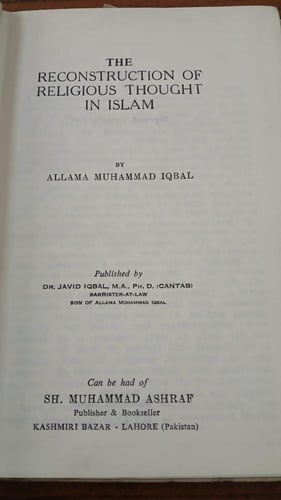 THE
RECONSTRUCTION OF
RELIGIOUS THOUGHT
IN ISLAM
BY
ALLAMA MUHAMMAD IQBAL
Published by
DR. JAVID IQBAL, M.A., PH. D. (CANTAB)
BARRISTER-AT-LAW
SON OF ALLAMA MUHAMMAD IQBAL
Can be had of
SH. MUHAMMAD ASHRAF
Publisher & Bookseller
KASHMIRI BAZAR - LAHORE (Pakistan)